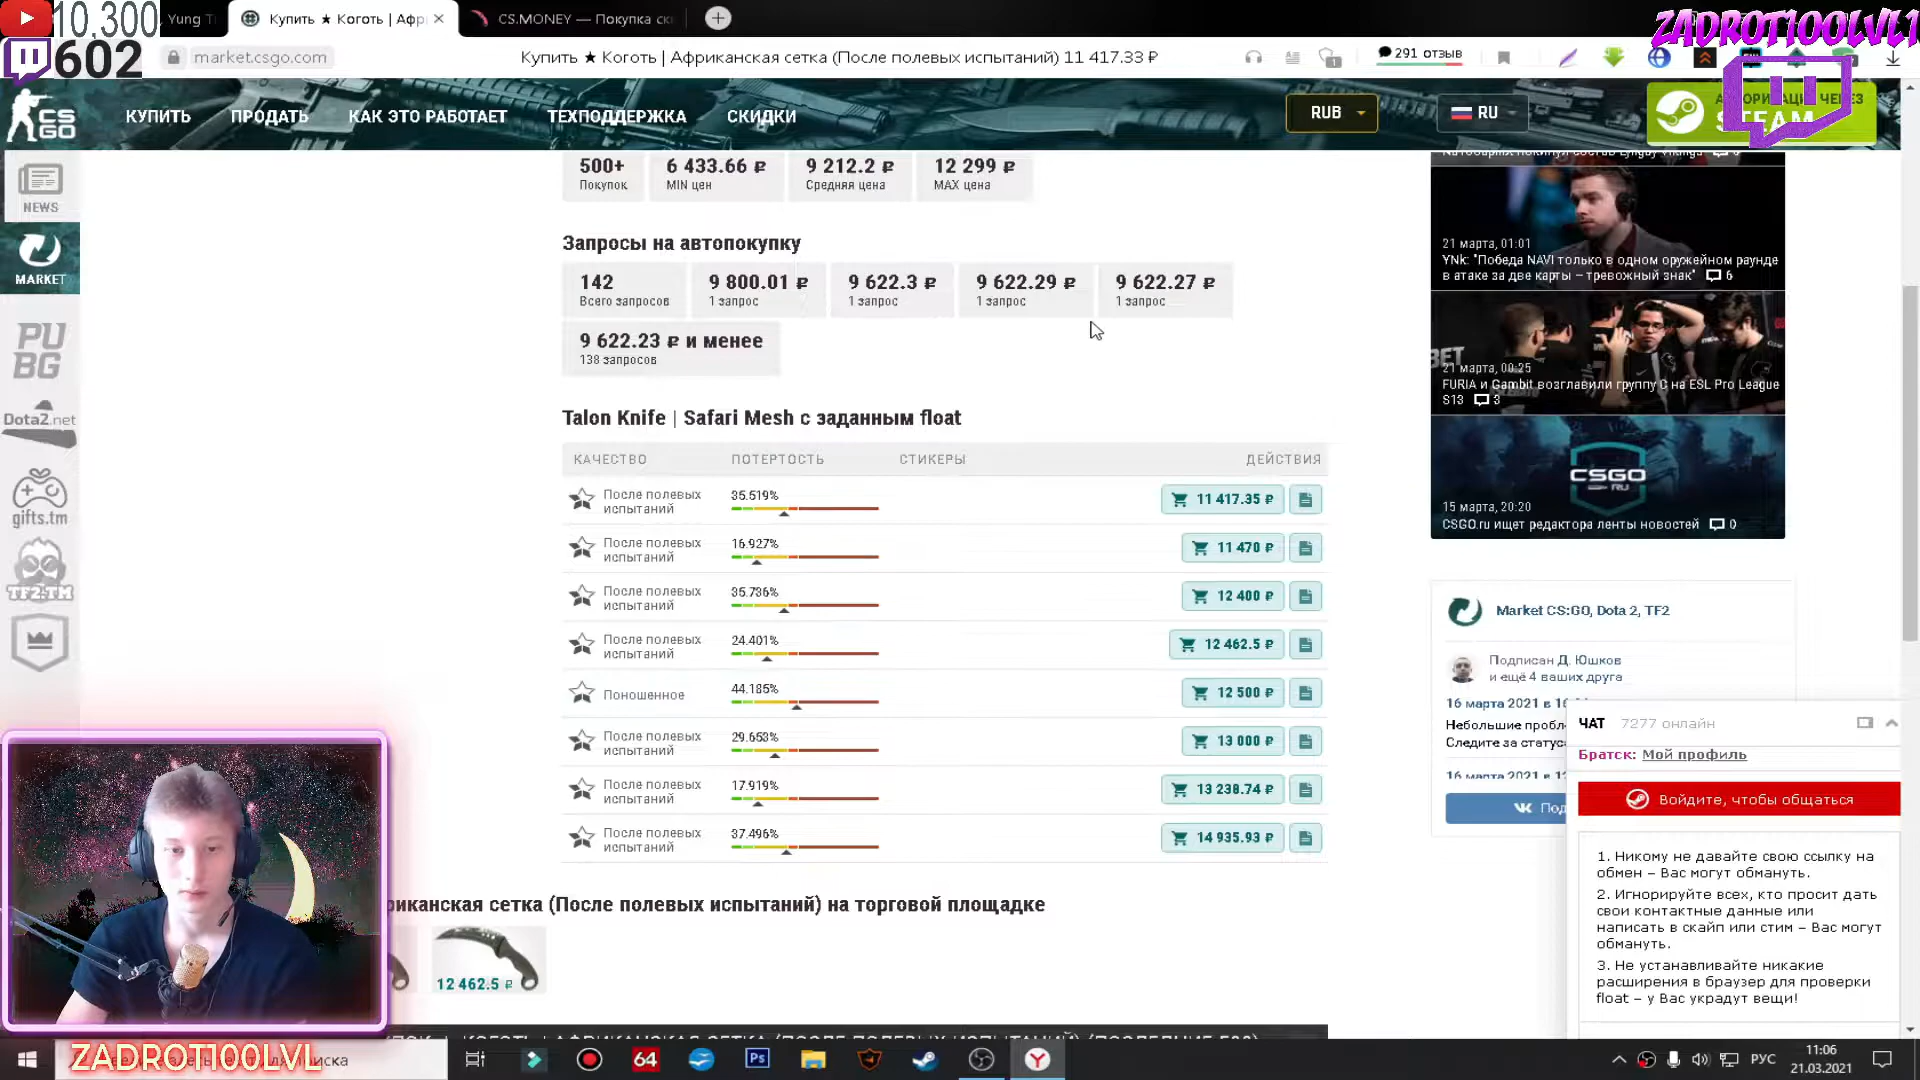 10,300
Yung T
Купить ★ Коготь | Афр
CS.MONEY — Покупка ск
ZADROT100LVL1
602
market.csgo.com
Купить ★ Коготь | Африканская сетка (После полевых испытаний) 11 417.33 ₽
291 отзыв
CS GO
КУПИТЬ
ПРОДАТЬ
КАК ЭТО РАБОТАЕТ
ТЕХПОДДЕРЖКА
СКИДКИ
RUB
RU
ЧЕРЕЗ
STEAM
NEWS
MARKET
PUBG
Dota2.net
gifts.tm
TF2.TM
500+
Покупок
6 433.66 ₽
MIN цен
9 212.2 ₽
Средняя цена
12 299 ₽
MAX цена
Запросы на автопокупку
142
Всего запросов
9 800.01 ₽
1 запрос
9 622.3 ₽
1 запрос
9 622.29 ₽
1 запрос
9 622.27 ₽
1 запрос
9 622.23 ₽ и менее
138 запросов
Talon Knife | Safari Mesh с заданным float
КАЧЕСТВО ПОТЕРТОСТЬ СТИКЕРЫ ДЕЙСТВИЯ
После полевых испытаний 35.519% 11 417.35 ₽
После полевых испытаний 16.927% 11 470 ₽
После полевых испытаний 35.736% 12 400 ₽
После полевых испытаний 24.401% 12 462.5 ₽
Поношенное 44.185% 12 500 ₽
После полевых испытаний 29.653% 13 000 ₽
После полевых испытаний 17.919% 13 238.74 ₽
После полевых испытаний 37.496% 14 935.93 ₽
риканская сетка (После полевых испытаний) на торговой площадке
12 462.5 ₽
21 марта, 01:01
YNk: "Победа NAVI только в одном оружейном раунде
в атаке за две карты – тревожный знак" 6
21 марта, 00:25
FURIA и Gambit возглавили группу C на ESL Pro League
S13 3
CSGO
RU
15 марта, 20:20
CSGO.ru ищет редактора ленты новостей 0
Market CS:GO, Dota 2, TF2
Подписан Д. Юшков
и ещё 4 ваших друга
16 марта 2021 в 1
Небольшие пробл
Следите за статус
16 марта 2021 в 1
Под
ЧАТ 7277 онлайн
Братск: Мой профиль
Войдите, чтобы общаться
1. Никому не давайте свою ссылку на
обмен – Вас могут обмануть.
2. Игнорируйте всех, кто просит дать
свои контактные данные или
написать в скайп или стим – Вас могут
обмануть.
3. Не устанавливайте никакие
расширения в браузер для проверки
float – у Вас украдут вещи!
ZADROT100LVL
иска
64
Ps
РУС
11:06
21.03.2021